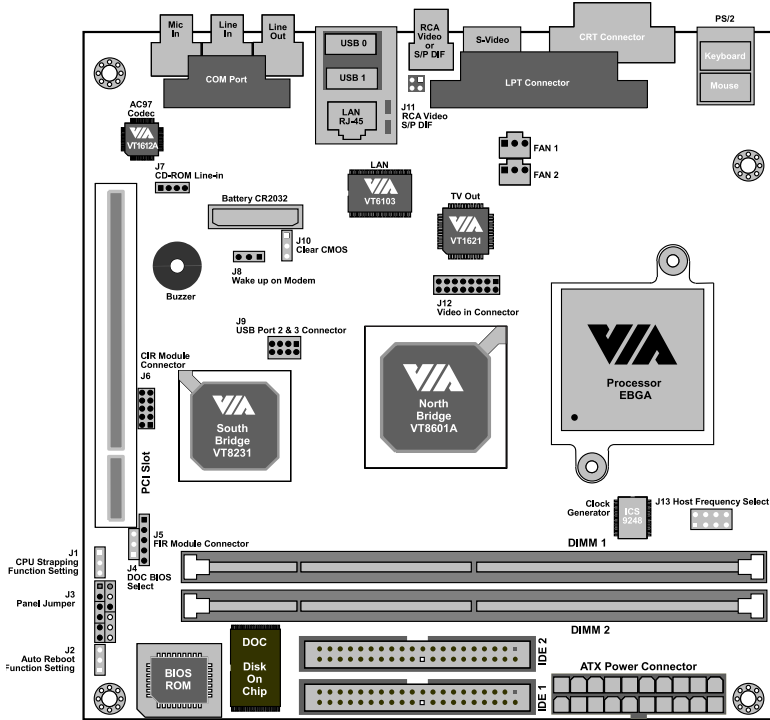 Mic
In
Line
In
Line
Out
COM Port
USB 0
USB 1
LAN
RJ-45
RCA
Video
or
S/P DIF
S-Video
CRT Connector
LPT Connector
PS/2
Keyboard
Mouse
J11
RCA Video
S/P DIF
AC97
Codec
VIA
VT1612A
J7
CD-ROM Line-in
LAN
VIA
VT6103
FAN 1
FAN 2
TV Out
VIA
VT1621
Battery CR2032
J10
Clear CMOS
J8
Wake up on Modem
Buzzer
J12
Video in Connector
J9
USB Port 2 & 3 Connector
CIR Module
Connector
J6
VIA
South
Bridge
VT8231
VIA
North
Bridge
VT8601A
VIA
Processor
EBGA
PCI Slot
Clock
Generator
ICS
9248
J13 Host Frequency Select
J5
FIR Module Connector
J4
DOC BIOS
Select
J1
CPU Strapping
Function Setting
J3
Panel Jumper
J2
Auto Reboot
Function Setting
DIMM 1
DIMM 2
BIOS
ROM
DOC
Disk
On
Chip
IDE 2
IDE 1
ATX Power Connector